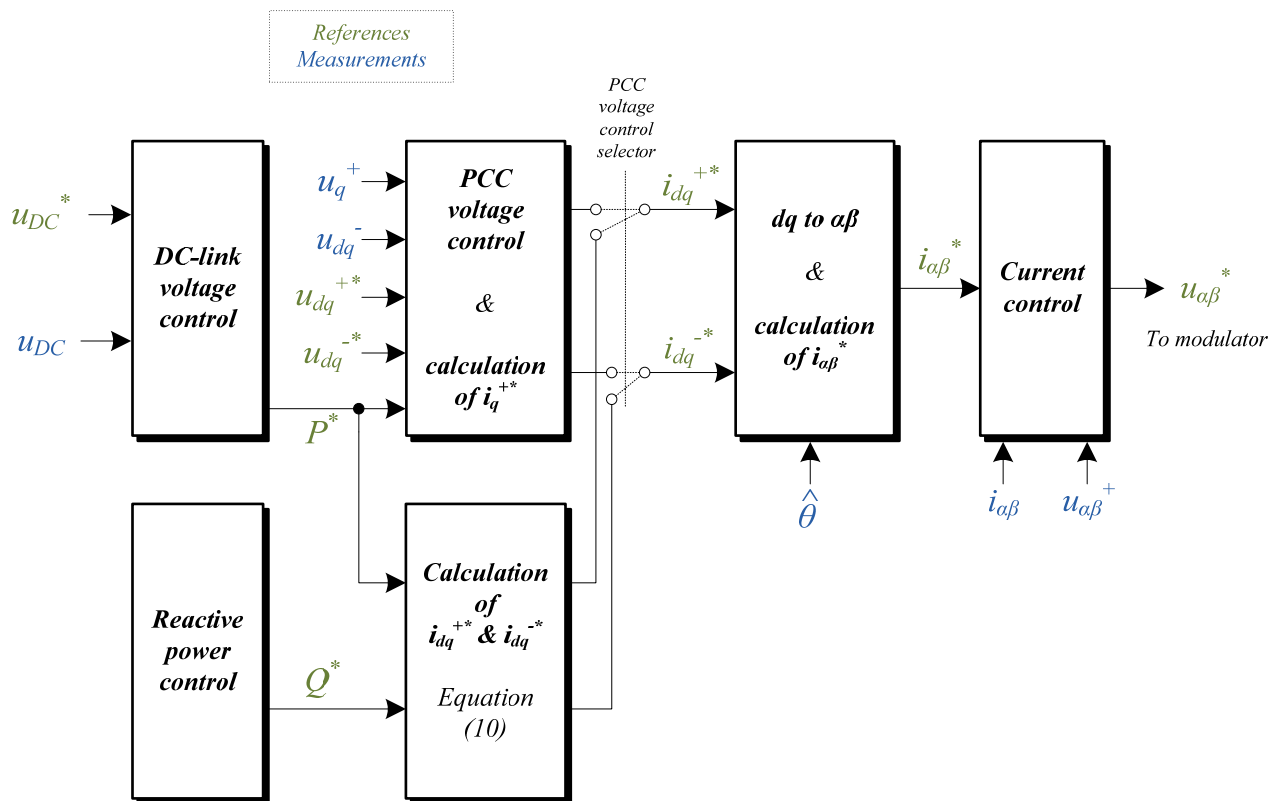 References
Measurements
PCC
voltage
control
selector
u_DC^*
u_DC
DC-link
voltage
control
u_q^+
u_dq^-
u_dq^+*
u_dq^-*
P^*
PCC
voltage
control
&
calculation
of i_q^+*
i_dq^+*
i_dq^-*
dq to αβ
&
calculation
of i_αβ^*
θ̂
i_αβ^*
Current
control
i_αβ
u_αβ^+
u_αβ^*
To modulator
Reactive
power
control
Q^*
Calculation
of
i_dq^+* & i_dq^-*
Equation
(10)